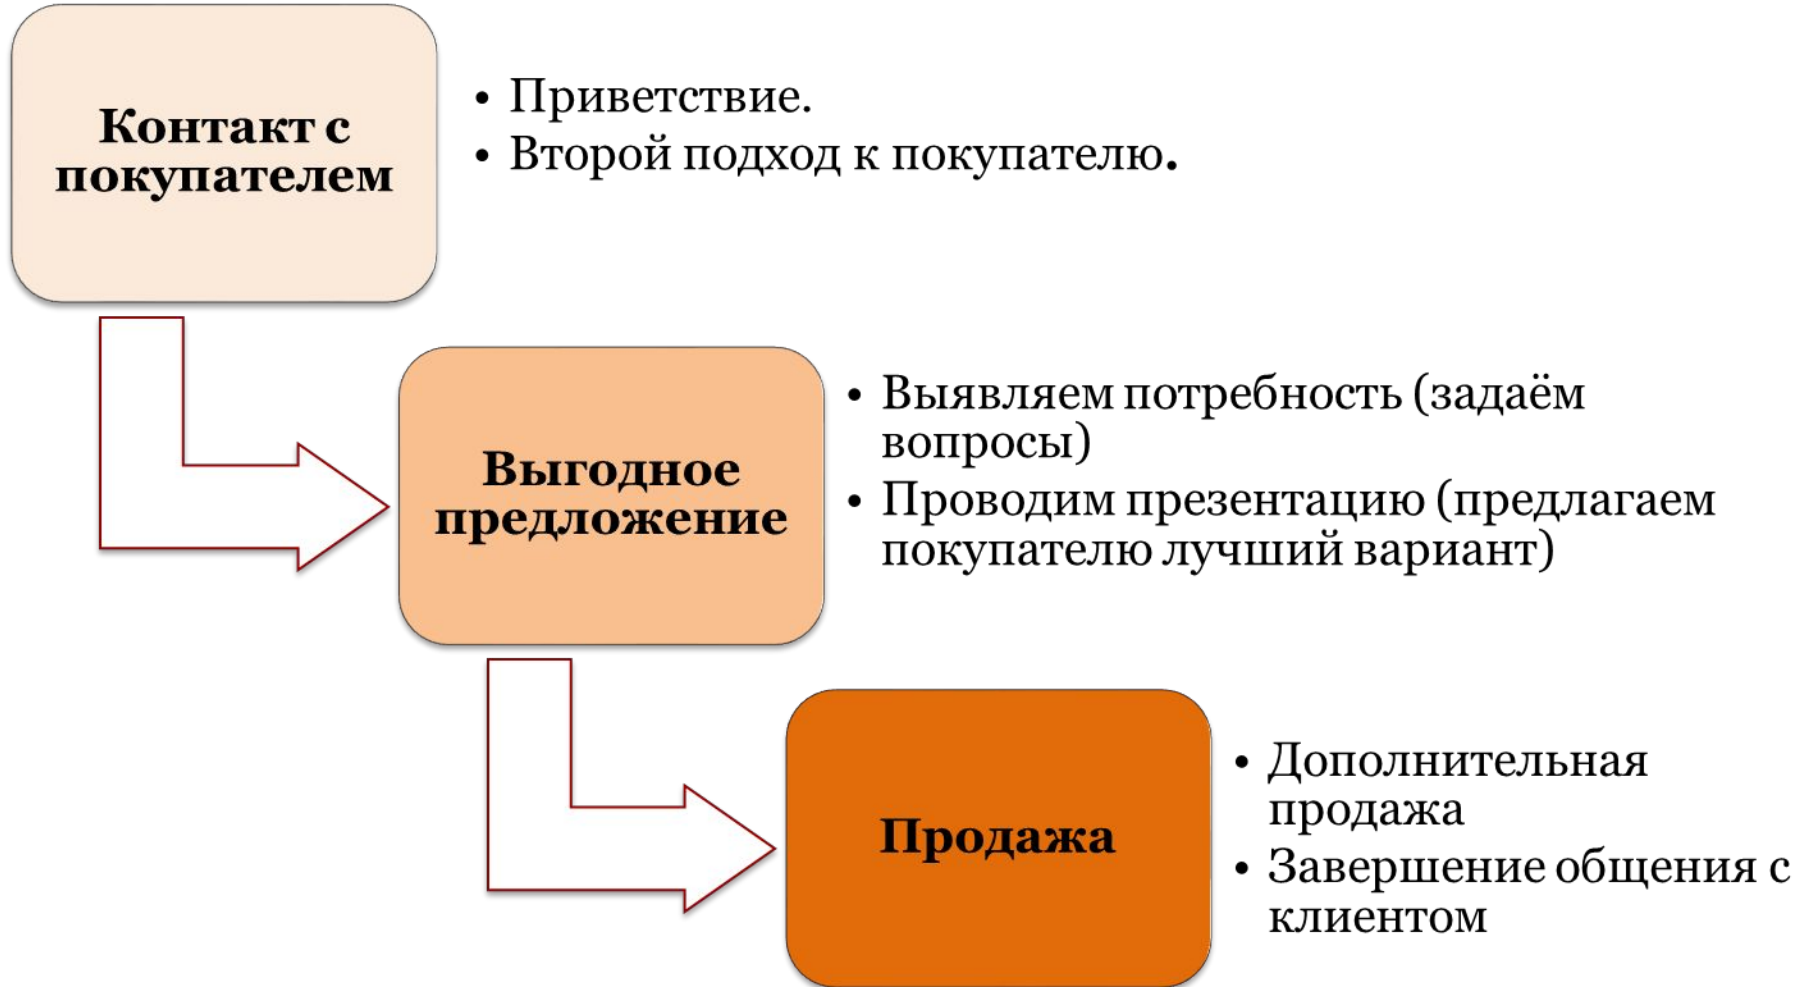 Контакт с
покупателем
• Приветствие.
• Второй подход к покупателю.
Выгодное
предложение
• Выявляем потребность (задаём
вопросы)
• Проводим презентацию (предлагаем
покупателю лучший вариант)
Продажа
• Дополнительная
продажа
• Завершение общения с
клиентом